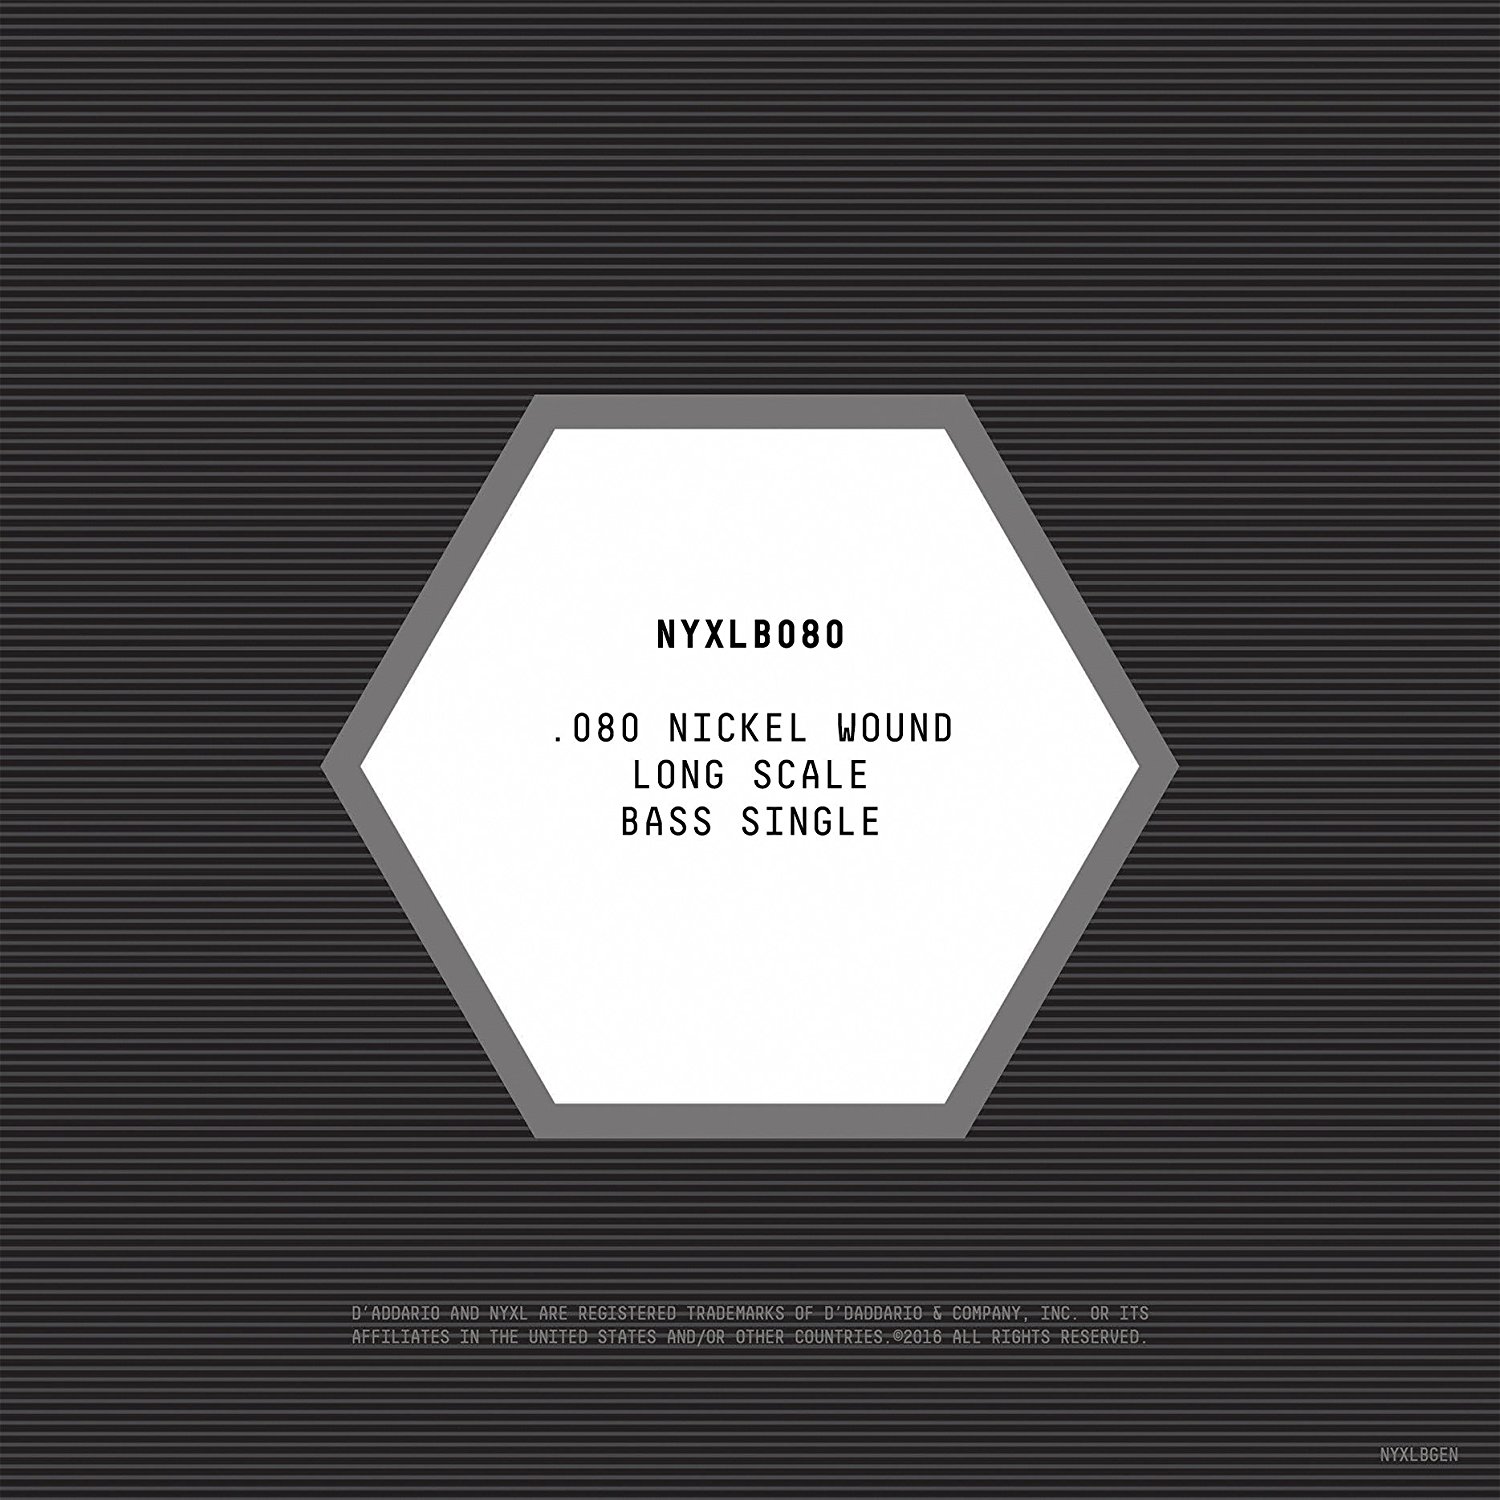 NYXLB080
.080 NICKEL WOUND
LONG SCALE
BASS SINGLE
D'ADDARIO AND NYXL ARE REGISTERED TRADEMARKS OF D'DADDARIO & COMPANY, INC. OR ITS
AFFILIATES IN THE UNITED STATES AND/OR OTHER COUNTRIES.©2016 ALL RIGHTS RESERVED.
NYXLBGEN